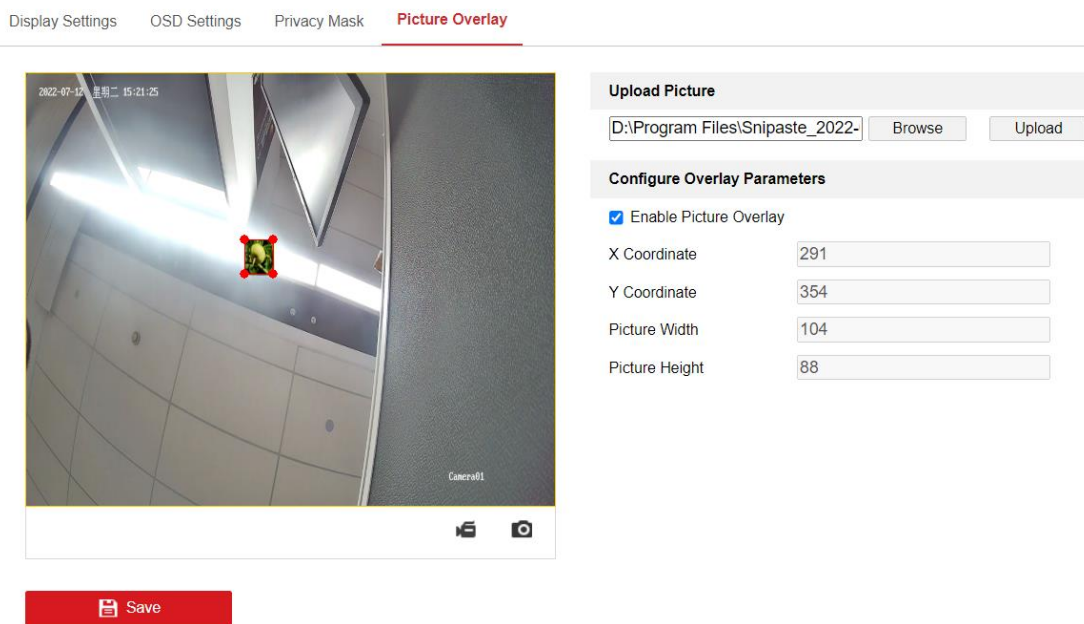 Display Settings OSD Settings Privacy Mask Picture Overlay
2022-07-12 星期二 15:21:25
Camera01
Upload Picture
D:\Program Files\Snipaste_2022- Browse Upload
Configure Overlay Parameters
Enable Picture Overlay
X Coordinate 291
Y Coordinate 354
Picture Width 104
Picture Height 88
Save